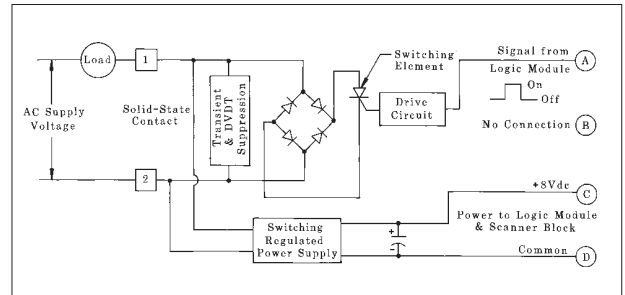 Load
1
AC Supply
Voltage
Solid-State
Contact
2
Transient
& DVDT
Suppression
Switching
Element
Drive
Circuit
Signal from
Logic Module
On
Off
A
No Connection
B
+8Vdc
C
Power to Logic Module
& Scanner Block
Common
D
Switching
Regulated
Power Supply
+
-